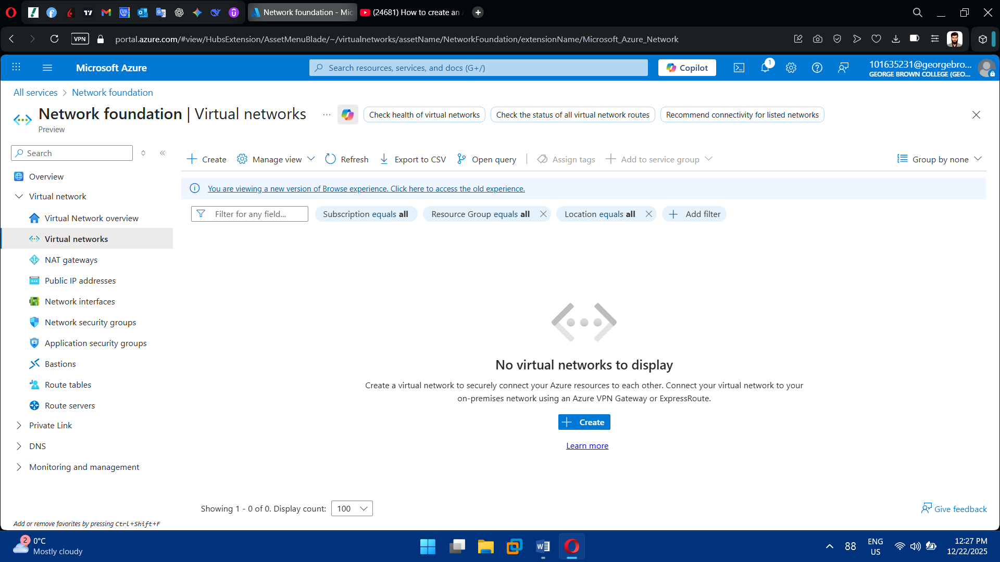 Network foundation - Mic
(24681) How to create an
VPN
portal.azure.com/#view/HubsExtension/AssetMenuBlade/~/virtualnetworks/assetName/NetworkFoundation/extensionName/Microsoft_Azure_Network
Microsoft Azure
Search resources, services, and docs (G+/)
Copilot
1
101635231@georgebro...
GEORGE BROWN COLLEGE (GEO...
All services > Network foundation
Network foundation | Virtual networks
...
Check health of virtual networks
Check the status of all virtual network routes
Recommend connectivity for listed networks
Preview
Search
Create
Manage view
Refresh
Export to CSV
Open query
Assign tags
Add to service group
Group by none
You are viewing a new version of Browse experience. Click here to access the old experience.
Filter for any field...
Subscription equals all
Resource Group equals all
Location equals all
Add filter
Overview
Virtual network
Virtual Network overview
Virtual networks
NAT gateways
Public IP addresses
Network interfaces
Network security groups
Application security groups
Bastions
Route tables
Route servers
Private Link
DNS
Monitoring and management
No virtual networks to display
Create a virtual network to securely connect your Azure resources to each other. Connect your virtual network to your
on-premises network using an Azure VPN Gateway or ExpressRoute.
Create
Learn more
Showing 1 - 0 of 0. Display count:
100
Give feedback
Add or remove favorites by pressing Ctrl+Shift+F
2
0°C
Mostly cloudy
88
ENG
US
12:27 PM
12/22/2025